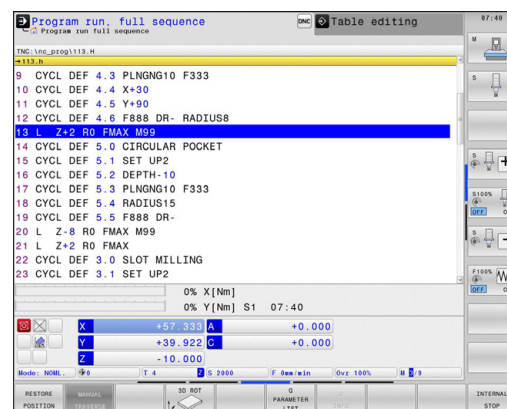 Program run, full sequence
DNC
Table editing
07:40
Program run full sequence
M
TNC:\nc_prog\113.H
→113.h
9 CYCL DEF 4.3 PLNGNG10 F333
10 CYCL DEF 4.4 X+30
11 CYCL DEF 4.5 Y+90
12 CYCL DEF 4.6 F888 DR- RADIUS8
13 L Z+2 R0 FMAX M99
14 CYCL DEF 5.0 CIRCULAR POCKET
15 CYCL DEF 5.1 SET UP2
16 CYCL DEF 5.2 DEPTH-10
17 CYCL DEF 5.3 PLNGNG10 F333
18 CYCL DEF 5.4 RADIUS15
19 CYCL DEF 5.5 F888 DR-
20 L Z-8 R0 FMAX M99
21 L Z+2 R0 FMAX
22 CYCL DEF 3.0 SLOT MILLING
23 CYCL DEF 3.1 SET UP2
S
S
S100%
OFF
S
F100%
OFF
0% X[Nm]
0% Y[Nm] S1 07:40
X +57.333 A +0.000
Y +39.922 C +0.000
Z -10.000
Mode: NOML. 0 T 4 Z S 2000 F 0mm/min Ovr 100% M 5/9
RESTORE POSITION
MANUAL TRAVERSE
3D ROT
Q PARAMETER LIST
INTERNAL STOP